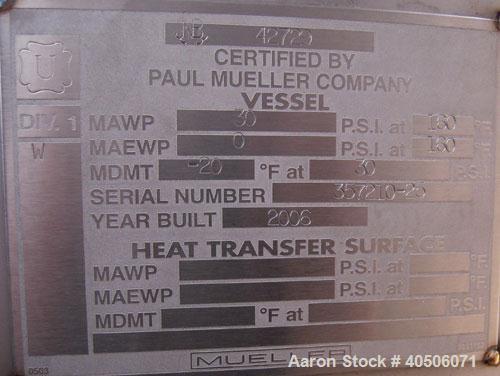 J.B. 42729
U
CERTIFIED BY
PAUL MUELLER COMPANY
VESSEL
DIV. 1 MAWP 30 P.S.I. at 180 °F
W MAEWP 0 P.S.I. at 180 °F
MDMT -20 °F at 30 P.S.I.
SERIAL NUMBER 357210-25
YEAR BUILT 2006
HEAT TRANSFER SURFACE
MAWP P.S.I. at °F
MAEWP P.S.I. at °F
MDMT °F at P.S.I.
0503 MUELLER
Aaron Stock # 40506071